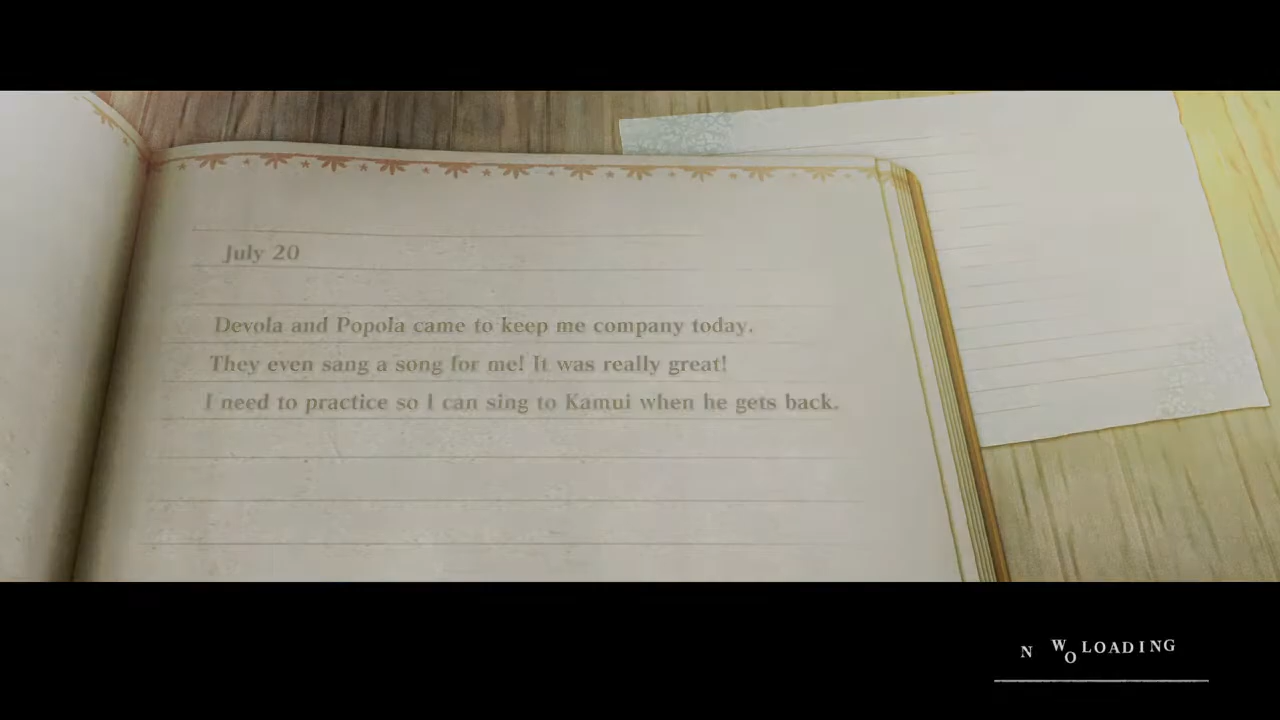 July 20
Devola and Popola came to keep me company today.
They even sang a song for me! It was really great!
I need to practice so I can sing to Kamui when he gets back.
NOW LOADING